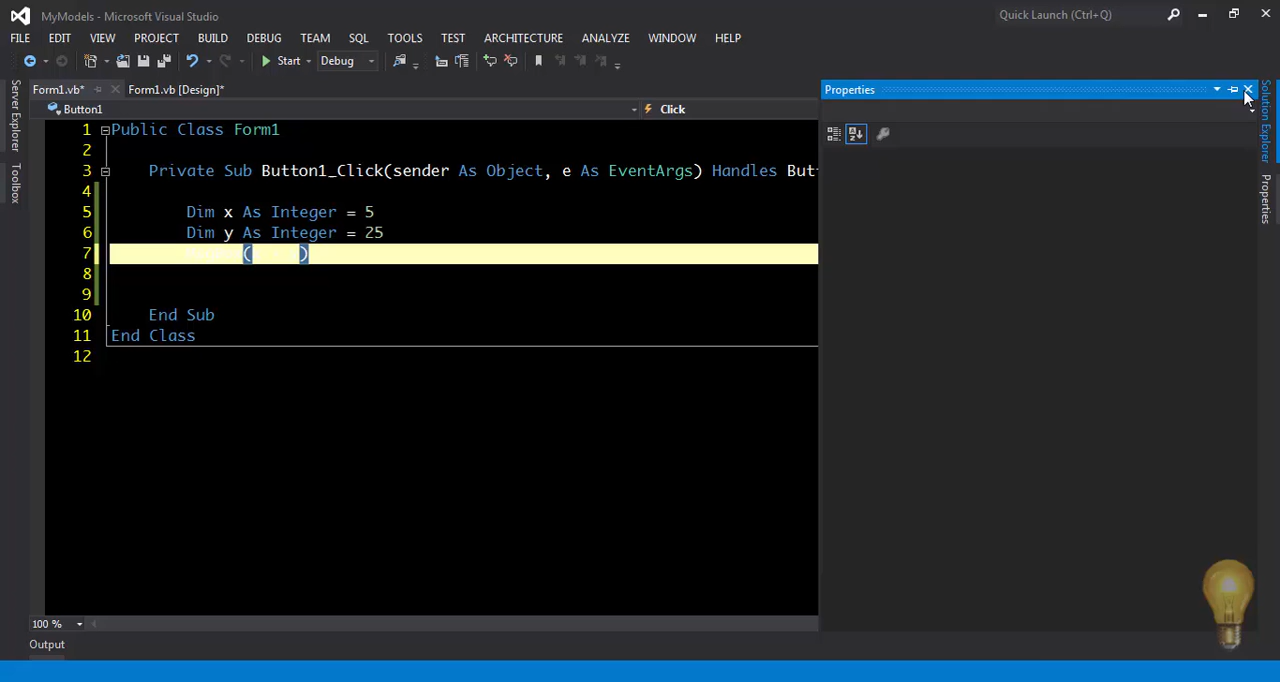 MyModels - Microsoft Visual Studio
Quick Launch (Ctrl+Q)
FILE EDIT VIEW PROJECT BUILD DEBUG TEAM SQL TOOLS TEST ARCHITECTURE ANALYZE WINDOW HELP
Start Debug
Form1.vb* Form1.vb [Design]*
Properties
Button1 Click
Server Explorer
Toolbox
Solution Explorer
Properties
1 Public Class Form1
2
3 Private Sub Button1_Click(sender As Object, e As EventArgs) Handles Butt
4
5 Dim x As Integer = 5
6 Dim y As Integer = 25
7 ( )
8
9
10 End Sub
11 End Class
12
100 %
Output